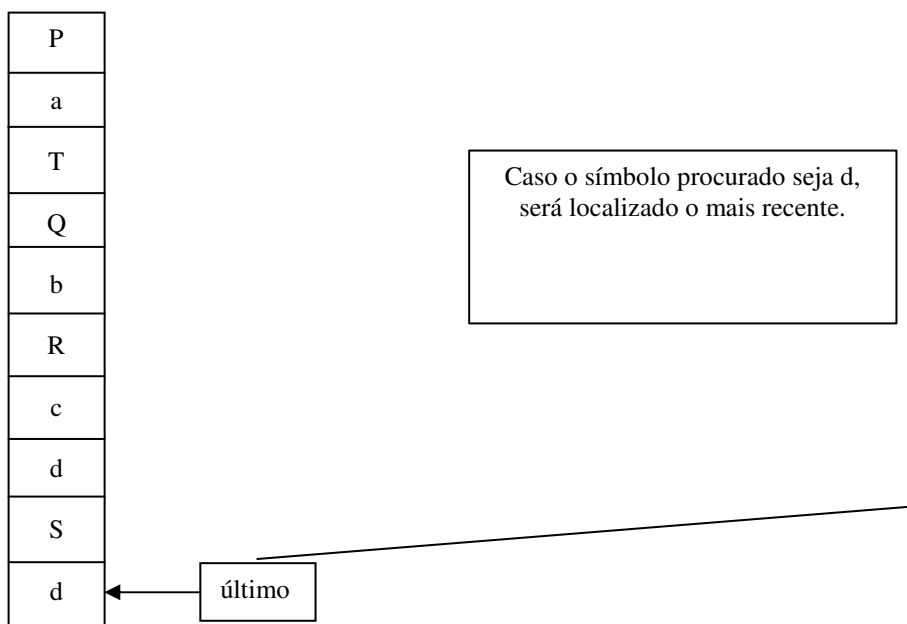 P
a
T
Q
b
R
c
d
S
d
Caso o símbolo procurado seja d,
será localizado o mais recente.
último